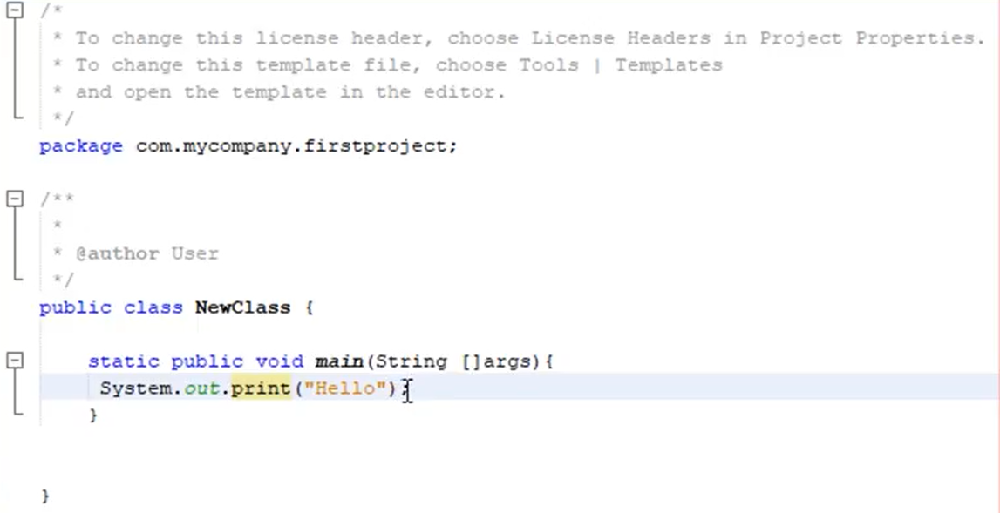 /*
* To change this license header, choose License Headers in Project Properties.
* To change this template file, choose Tools | Templates
* and open the template in the editor.
*/
package com.mycompany.firstproject;
/**
*
* @author User
*/
public class NewClass {
static public void main(String []args){
System.out.print("Hello");
}
}